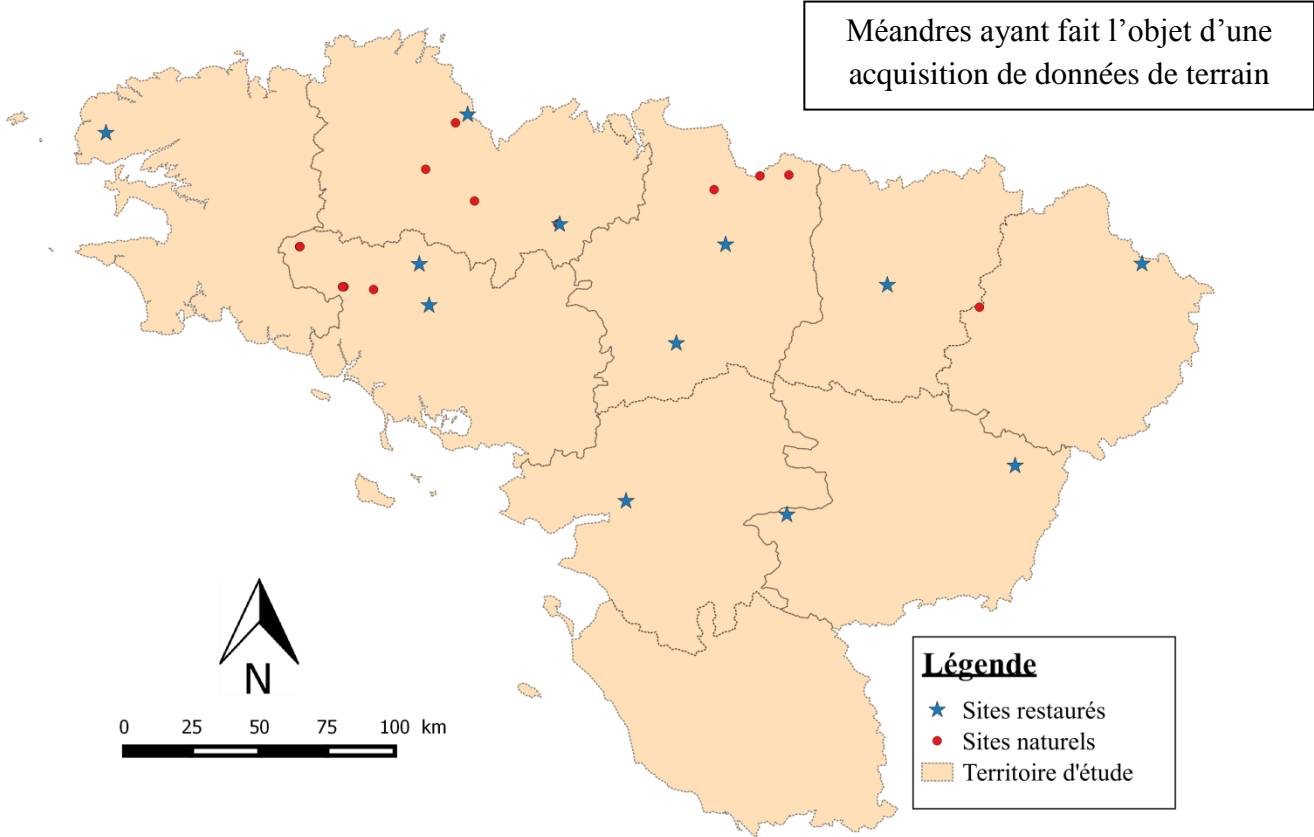 Méandres ayant fait l’objet d’une
acquisition de données de terrain
N
0 25 50 75 100 km
Légende
Sites restaurés
Sites naturels
Territoire d'étude